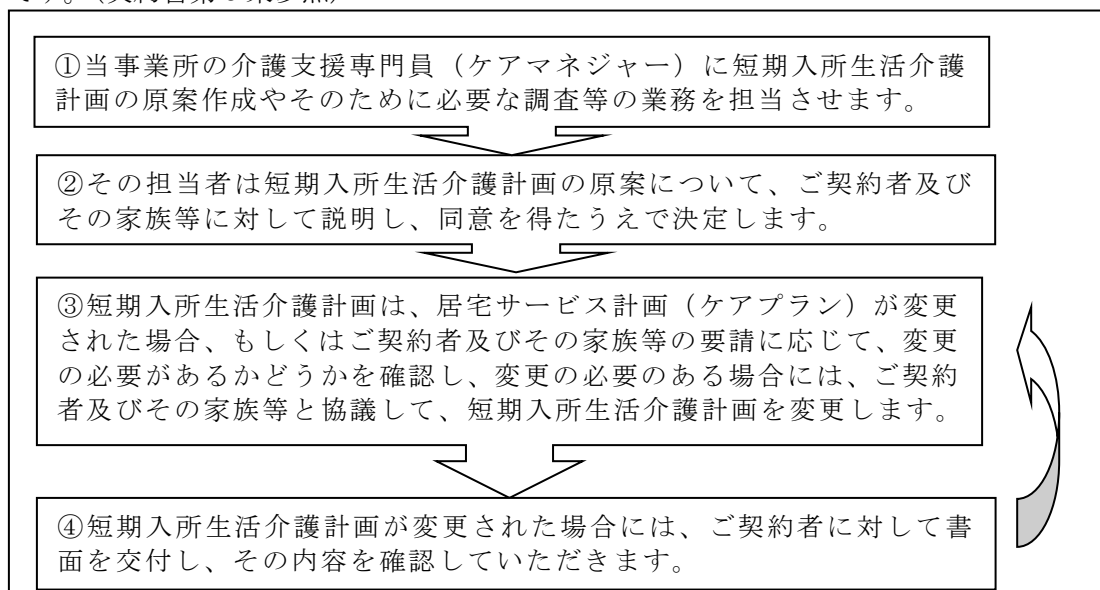 ①当事業所の介護支援専門員（ケアマネジャー）に短期入所生活介護
計画の原案作成やそのために必要な調査等の業務を担当させます。
②その担当者は短期入所生活介護計画の原案について、ご契約者及び
その家族等に対して説明し、同意を得たうえで決定します。
③短期入所生活介護計画は、居宅サービス計画（ケアプラン）が変更
された場合、もしくはご契約者及びその家族等の要請に応じて、変更
の必要があるかどうかを確認し、変更の必要のある場合には、ご契約
者及びその家族等と協議して、短期入所生活介護計画を変更します。
④短期入所生活介護計画が変更された場合には、ご契約者に対して書
面を交付し、その内容を確認していただきます。